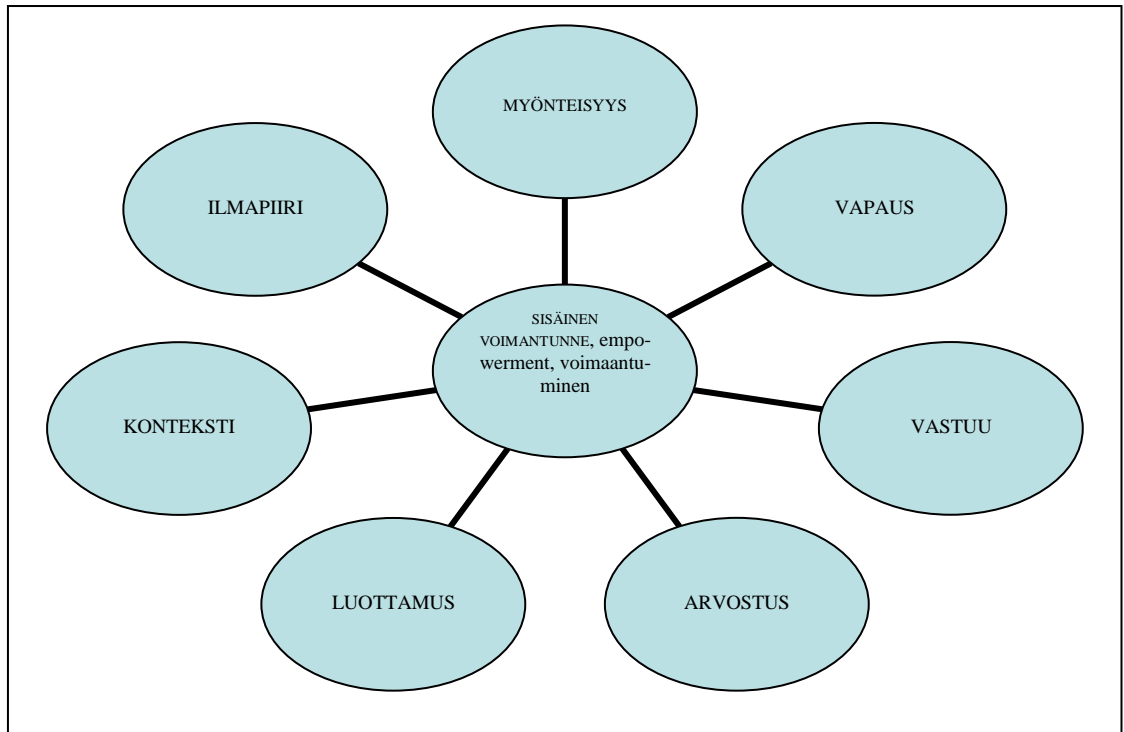 MYÖNTEISYYS
ILMAPIIRI
VAPAUS
SISÄINEN
VOIMANTUNNE, empo-
werment, voimaantu-
minen
KONTEKSTI
VASTUU
LUOTTAMUS
ARVOSTUS